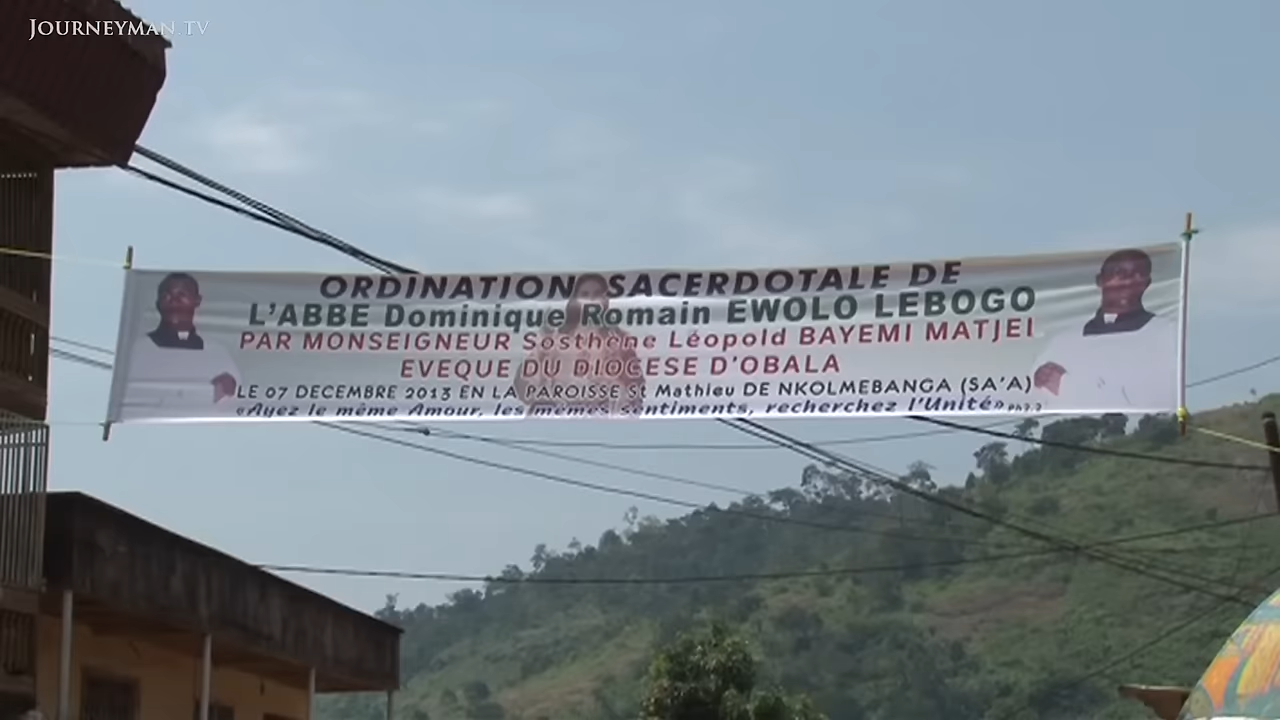 JOURNEYMAN.TV
ORDINATION SACERDOTALE DE
L'ABBE Dominique Romain EWOLO LEBOGO
PAR MONSEIGNEUR Sosthène Léopold BAYEMI MATJEI
EVEQUE DU DIOCESE D'OBALA
LE 07 DECEMBRE 2013 EN LA PAROISSE St Mathieu DE NKOLMEBANGA (SA'A)
«Ayez le même Amour, les mêmes sentiments, recherchez l'Unité»